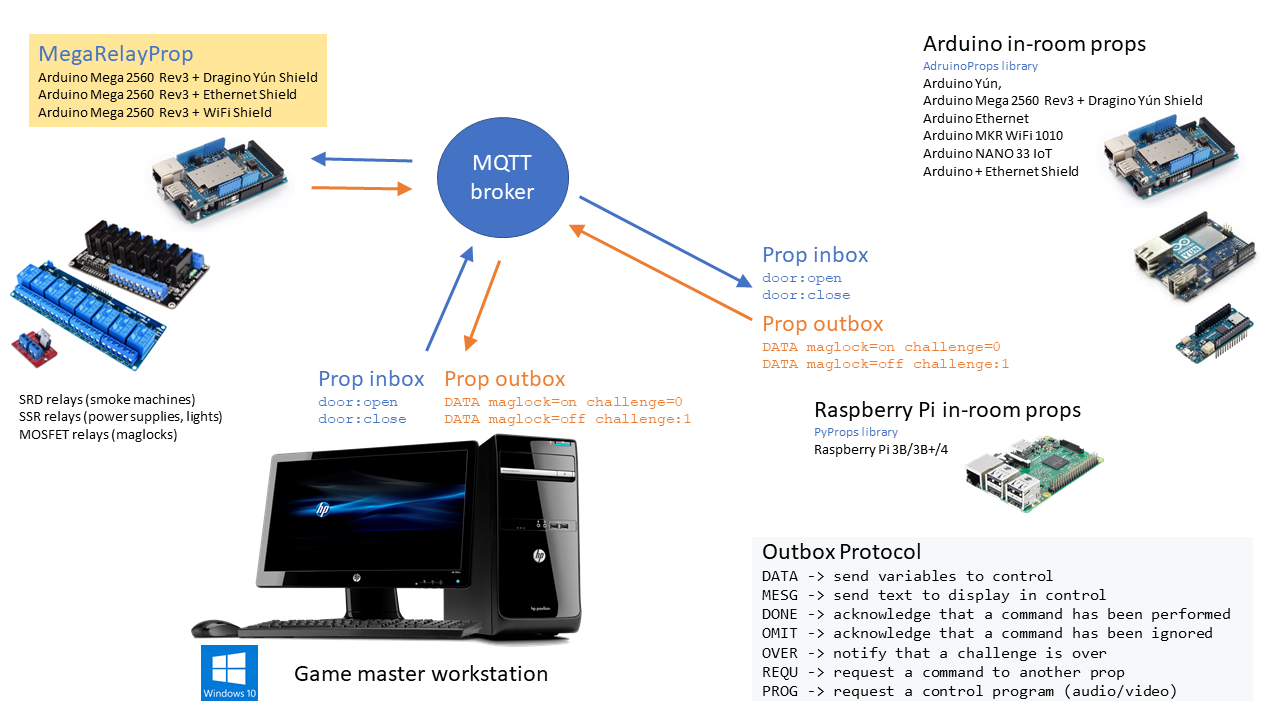 MegaRelayProp
Arduino Mega 2560 Rev3 + Dragino Yún Shield
Arduino Mega 2560 Rev3 + Ethernet Shield
Arduino Mega 2560 Rev3 + WiFi Shield
MQTT
broker
Arduino in-room props
AdruinoProps library
Arduino Yún,
Arduino Mega 2560 Rev3 + Dragino Yún Shield
Arduino Ethernet
Arduino MKR WiFi 1010
Arduino NANO 33 IoT
Arduino + Ethernet Shield
Prop inbox
door:open
door:close
Prop outbox
DATA maglock=on challenge=0
DATA maglock=off challenge:1
SRD relays (smoke machines)
SSR relays (power supplies, lights)
MOSFET relays (maglocks)
Prop inbox
door:open
door:close
Prop outbox
DATA maglock=on challenge=0
DATA maglock=off challenge:1
Raspberry Pi in-room props
PyProps library
Raspberry Pi 3B/3B+/4
hp
hp
hp
hp pavilion
Windows 10
Game master workstation
Outbox Protocol
DATA -> send variables to control
MESG -> send text to display in control
DONE -> acknowledge that a command has been performed
OMIT -> acknowledge that a command has been ignored
OVER -> notify that a challenge is over
REQU -> request a command to another prop
PROG -> request a control program (audio/video)